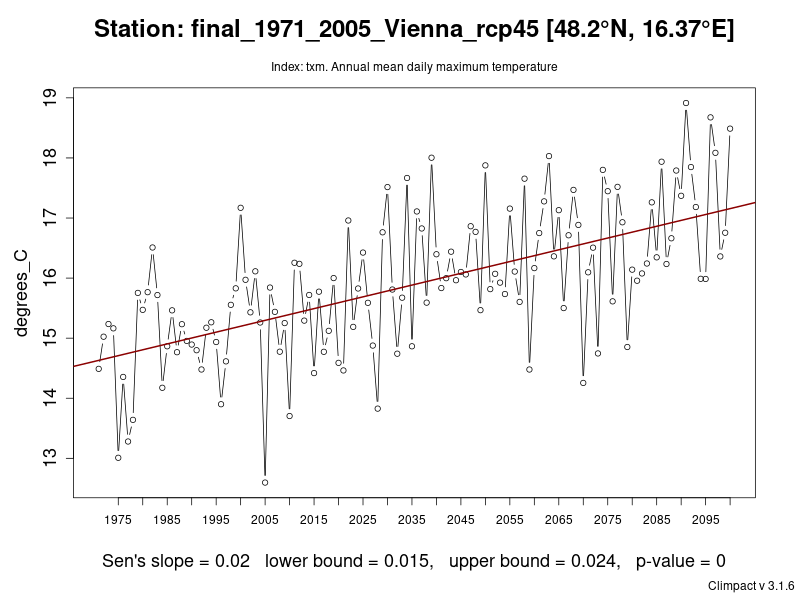 Station: final_1971_2005_Vienna_rcp45 [48.2°N, 16.37°E]
Index: txm. Annual mean daily maximum temperature
19
18
17
16
15
14
13
degrees_C
1975 1985 1995 2005 2015 2025 2035 2045 2055 2065 2075 2085 2095
Sen's slope = 0.02 lower bound = 0.015, upper bound = 0.024, p-value = 0
Climpact v 3.1.6